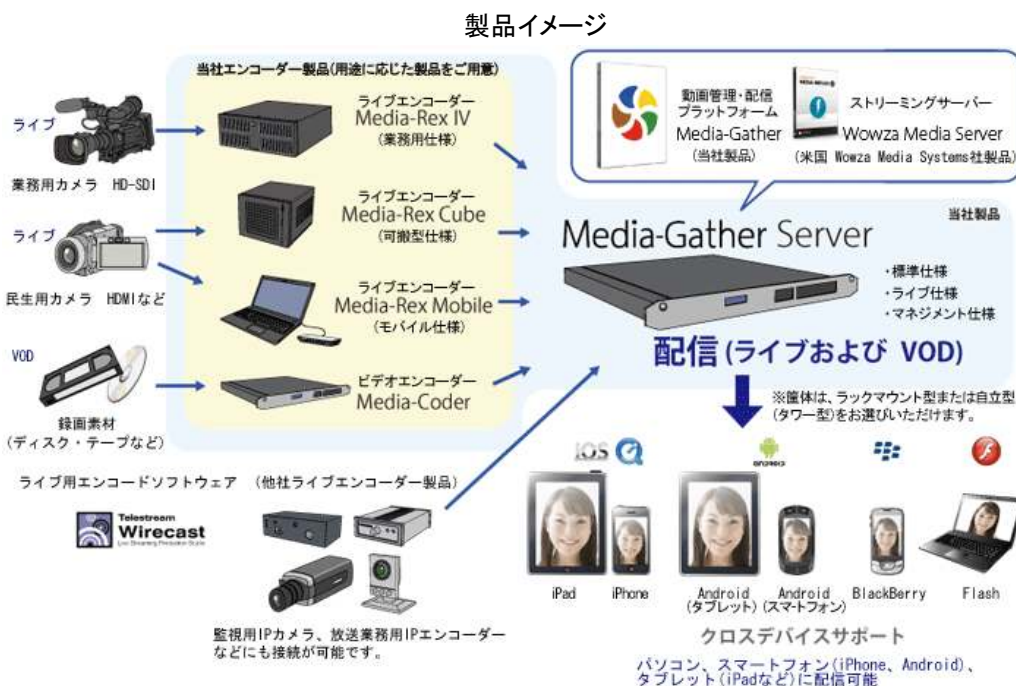 製品イメージ
当社エンコーダー製品(用途に応じた製品をご用意)
ライブ
業務用カメラ HD-SDI
ライブ
民生用カメラ HDMIなど
VOD
録画素材
(ディスク・テープなど)
ライブエンコーダー
Media-Rex IV
(業務用仕様)
ライブエンコーダー
Media-Rex Cube
(可搬型仕様)
ライブエンコーダー
Media-Rex Mobile
(モバイル仕様)
ビデオエンコーダー
Media-Coder
動画管理・配信
プラットフォーム
Media-Gather
(当社製品)
ストリーミングサーバー
Wowza Media Server
(米国 Wowza Media Systems社製品)
当社製品
Media-Gather Server
・標準仕様
・ライブ仕様
・マネジメント仕様
配信(ライブおよび VOD)
※筐体は、ラックマウント型または自立型
(タワー型)をお選びいただけます。
ライブ用エンコードソフトウェア (他社ライブエンコーダー製品)
Telestream
Wirecast
Live Streaming Production Studio
監視用IPカメラ、放送業務用IPエンコーダー
などにも接続が可能です。
iOS
ANDROID
iPad
iPhone
Android
(タブレット)
Android
(スマートフォン)
BlackBerry
Flash
クロスデバイスサポート
パソコン、スマートフォン(iPhone、Android)、
タブレット(iPadなど)に配信可能